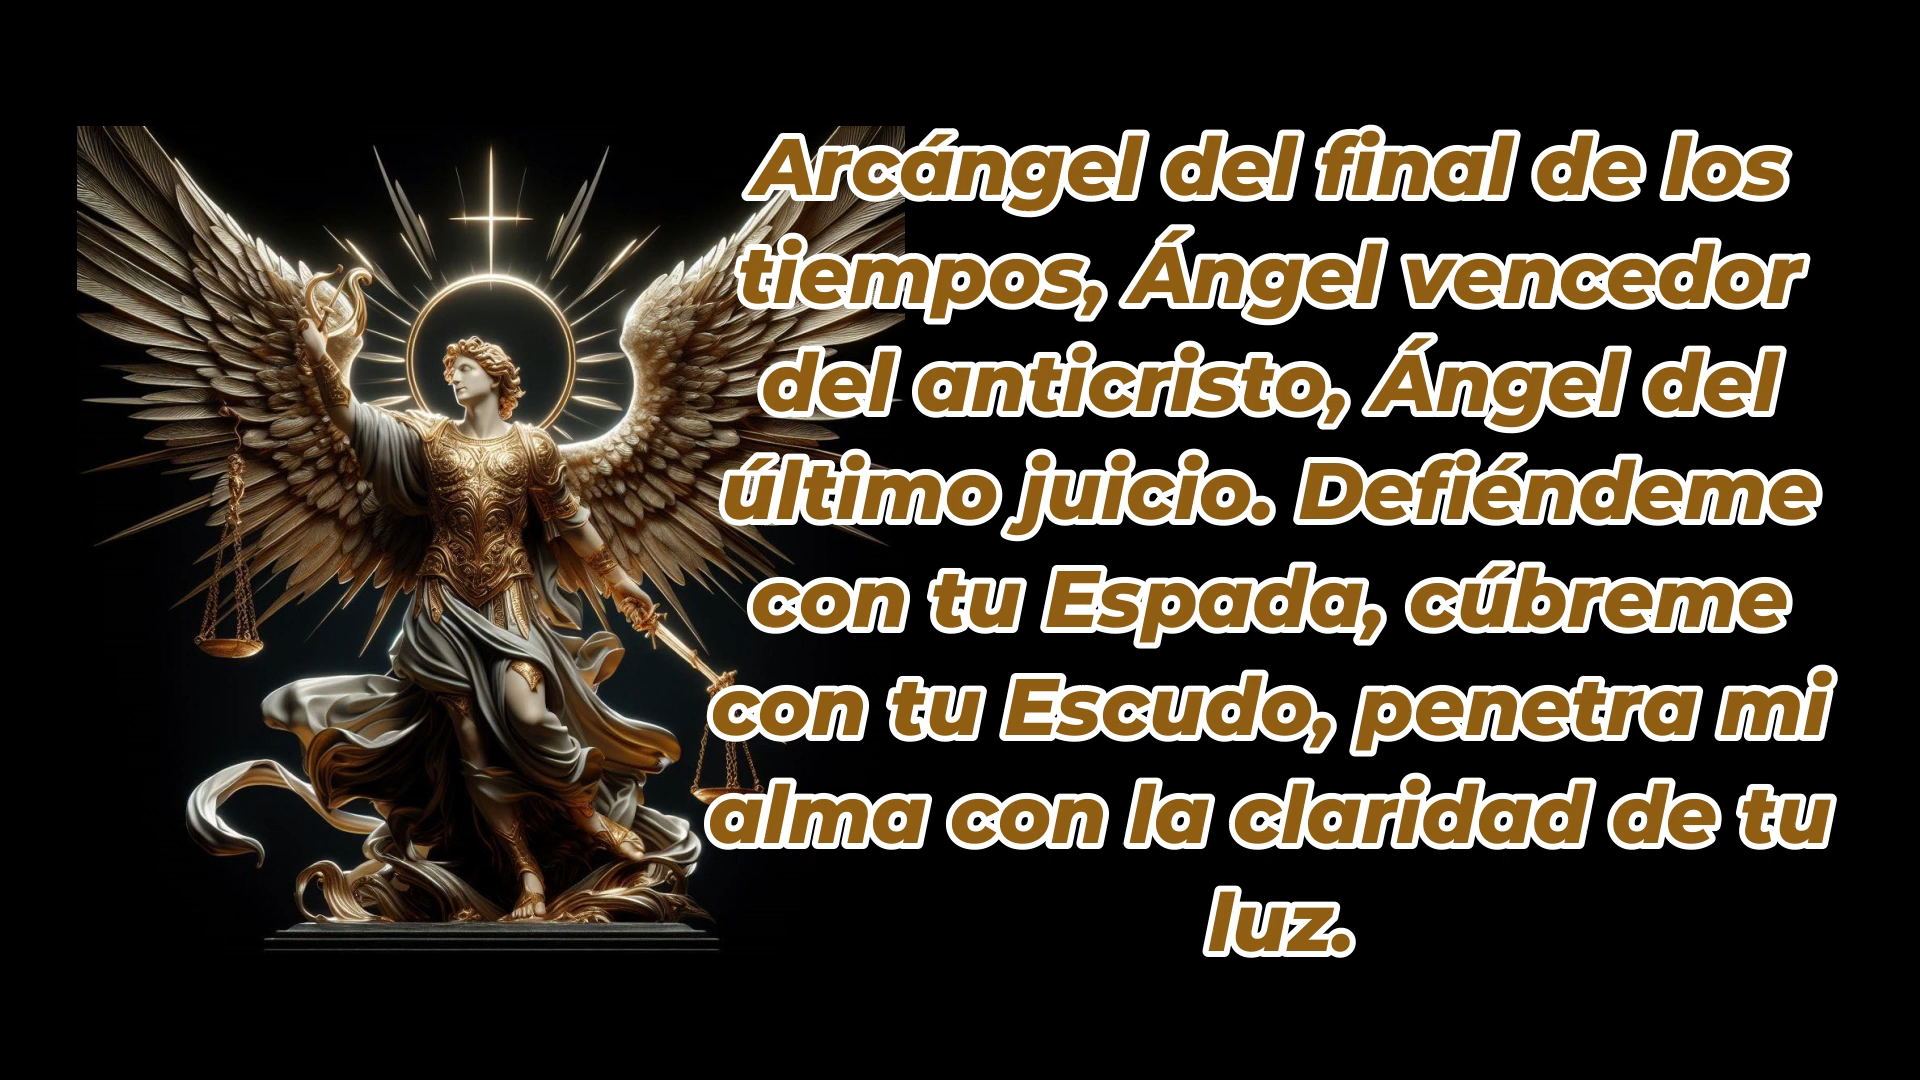 Arcángel del final de los
tiempos, Ángel vencedor
del anticristo, Ángel del
último juicio. Defiéndeme
con tu Espada, cúbreme
con tu Escudo, penetra mi
alma con la claridad de tu
luz.